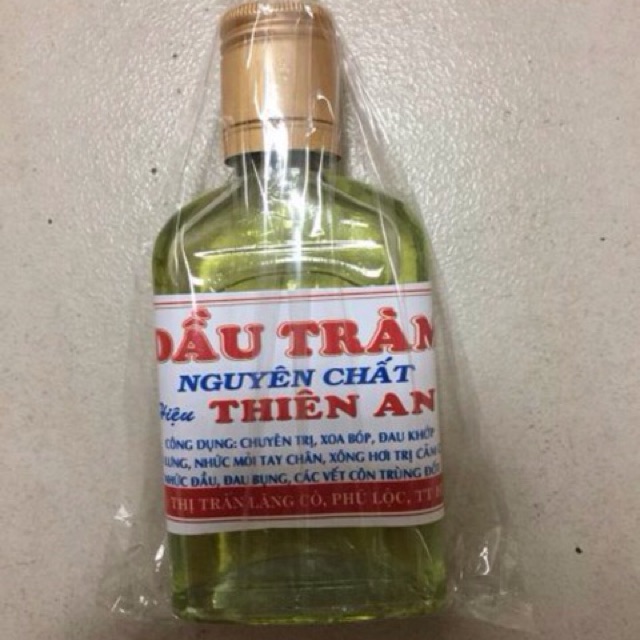 DẦU TRÀM
NGUYÊN CHẤT
Hiệu THIÊN AN
CÔNG DỤNG: CHUYÊN TRỊ, XOA BÓP, ĐAU KHỚP
LƯNG, NHỨC MỎI TAY CHÂN, XÔNG HƠI TRỊ CẢM
NHỨC ĐẦU, ĐAU BỤNG, CÁC VẾT CÔN TRÙNG ĐỐT
THỊ TRẤN LĂNG CÔ, PHÚ LỘC, TT